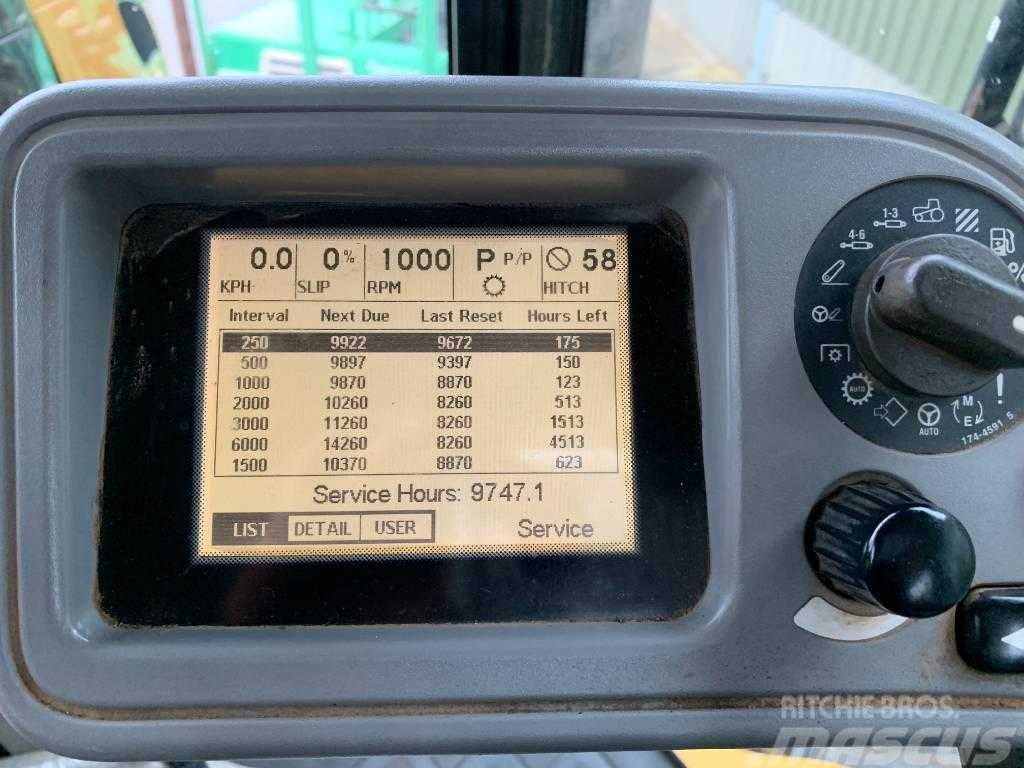 0.0 0% 1000 P P/P 58
KPH SLIP RPM HITCH
Interval Next Due Last Reset Hours Left
250 9922 9672 175
500 9897 9397 150
1000 9870 8870 123
2000 10260 8260 513
3000 11260 8260 1513
6000 14260 8260 4513
1500 10370 8870 623
Service Hours: 9747.1
LIST DETAIL USER Service
1-3
4-6
%
AUTO
AUTO
M
E
!
174-4591 5
RITCHIE BROS.
mascus